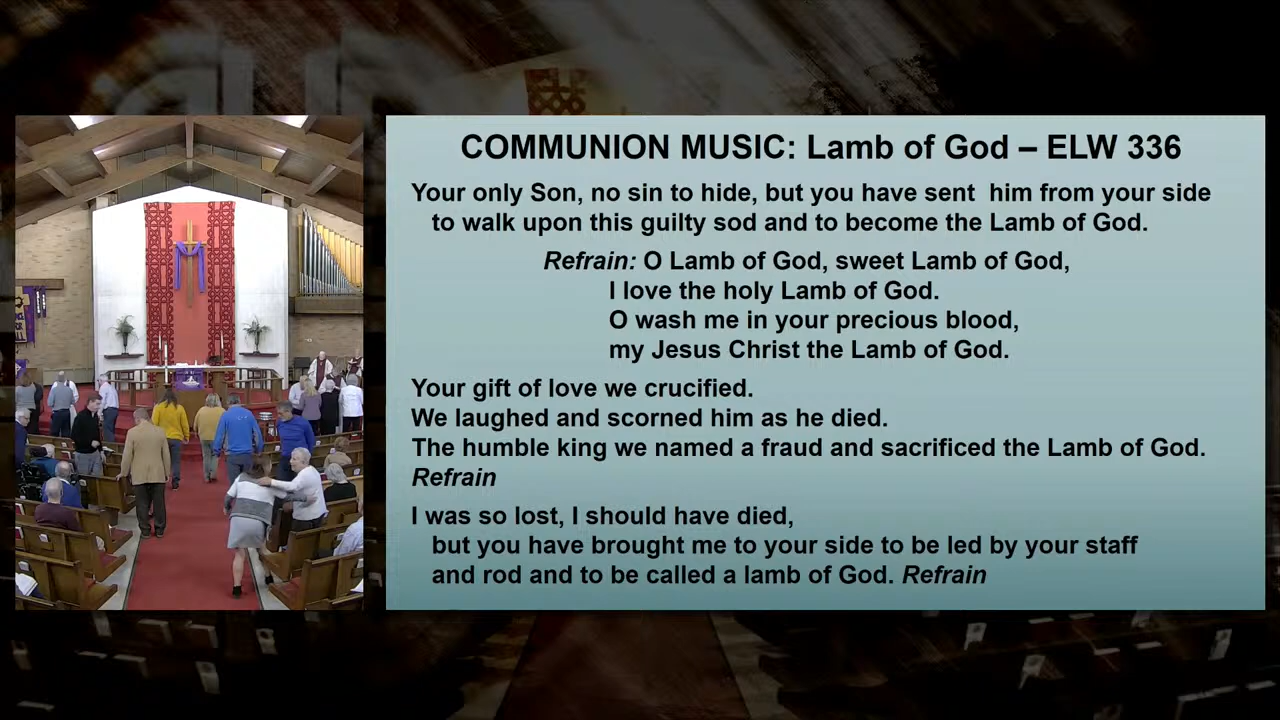 COMMUNION MUSIC: Lamb of God – ELW 336
Your only Son, no sin to hide, but you have sent him from your side
to walk upon this guilty sod and to become the Lamb of God.
Refrain: O Lamb of God, sweet Lamb of God,
I love the holy Lamb of God.
O wash me in your precious blood,
my Jesus Christ the Lamb of God.
Your gift of love we crucified.
We laughed and scorned him as he died.
The humble king we named a fraud and sacrificed the Lamb of God.
Refrain
I was so lost, I should have died,
but you have brought me to your side to be led by your staff
and rod and to be called a lamb of God. Refrain